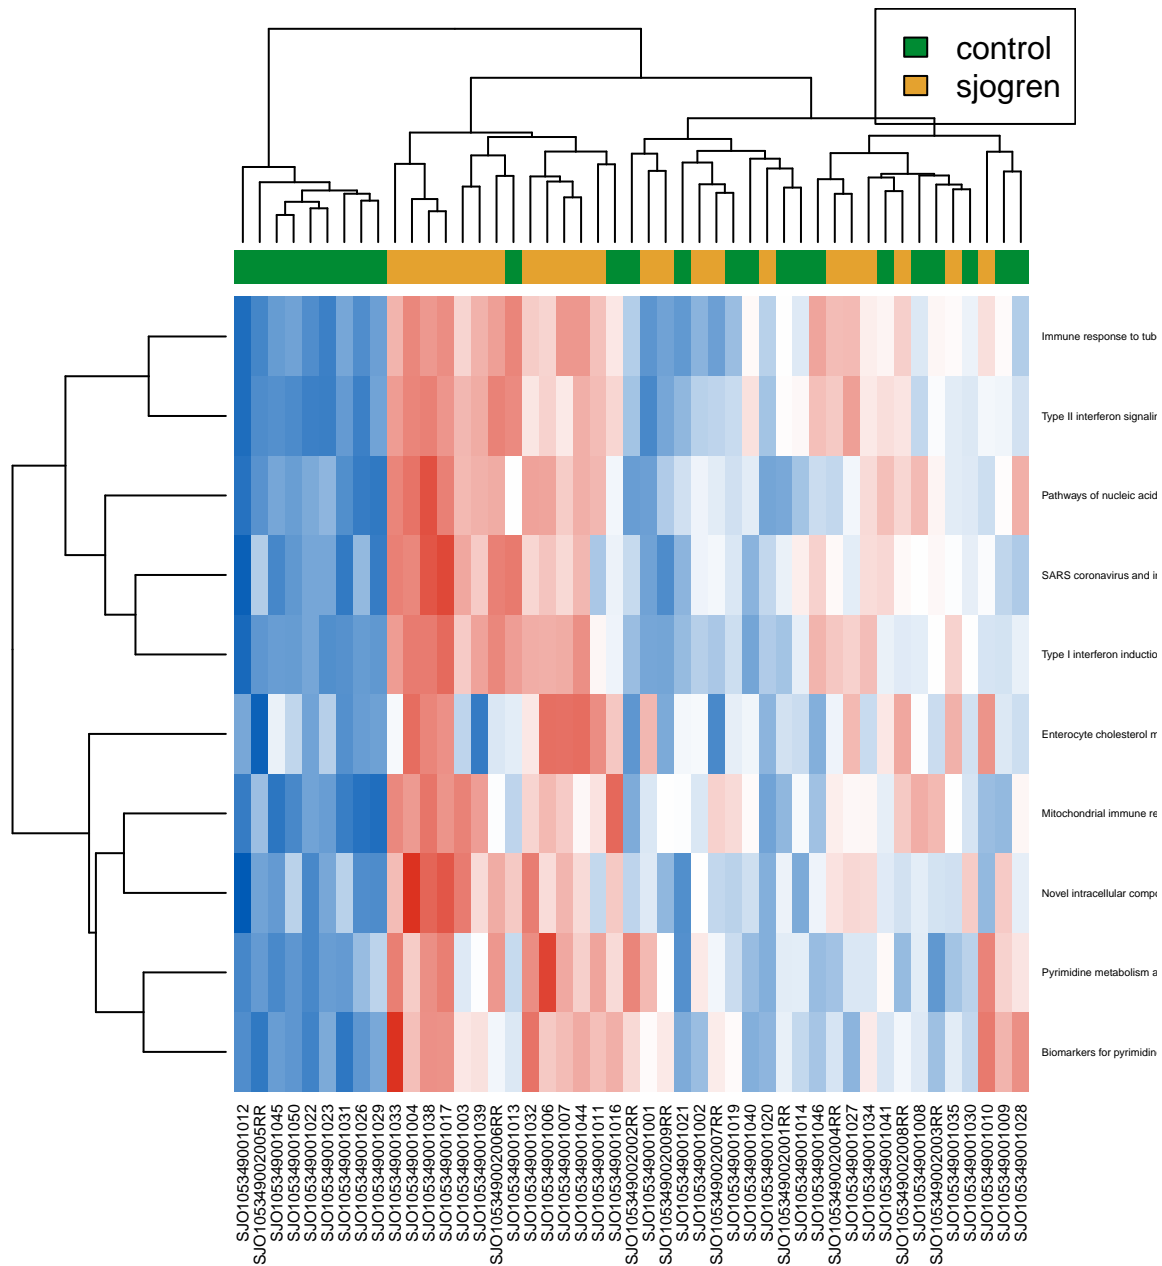 control
sjogren
Immune response to tub
Type II interferon signalin
Pathways of nucleic acid
SARS coronavirus and in
Type I interferon inductio
Enterocyte cholesterol m
Mitochondrial immune re
Novel intracellular compo
Pyrimidine metabolism a
Biomarkers for pyrimidine
SJO105349001012
SJO105349002005RR
SJO105349001045
SJO105349001050
SJO105349001022
SJO105349001023
SJO105349001031
SJO105349001026
SJO105349001029
SJO105349001033
SJO105349001004
SJO105349001038
SJO105349001017
SJO105349001003
SJO105349001039
SJO105349002006RR
SJO105349001013
SJO105349001032
SJO105349001006
SJO105349001007
SJO105349001044
SJO105349001011
SJO105349001016
SJO105349002002RR
SJO105349001001
SJO105349002009RR
SJO105349001021
SJO105349001002
SJO105349002007RR
SJO105349001019
SJO105349001040
SJO105349001020
SJO105349002001RR
SJO105349001014
SJO105349001046
SJO105349002004RR
SJO105349001027
SJO105349001034
SJO105349001041
SJO105349002008RR
SJO105349001008
SJO105349002003RR
SJO105349001035
SJO105349001030
SJO105349001010
SJO105349001009
SJO105349001028